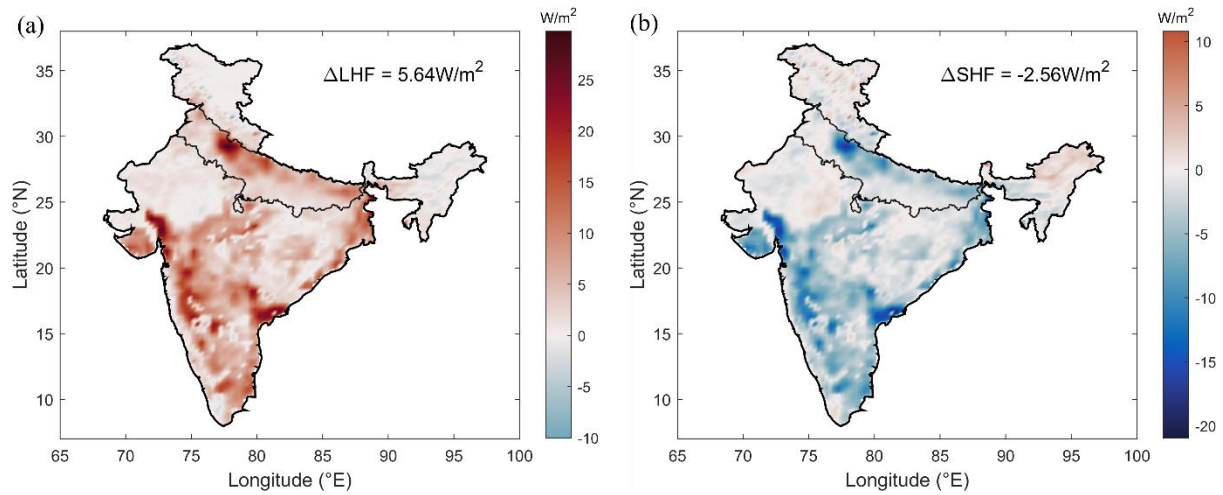 (a)
W/m²
ΔLHF = 5.64W/m²
35
30
25
20
15
10
Latitude (°N)
65 70 75 80 85 90 95 100
Longitude (°E)
25
20
15
10
5
0
-5
-10
(b)
W/m²
ΔSHF = -2.56W/m²
35
30
25
20
15
10
Latitude (°N)
65 70 75 80 85 90 95 100
Longitude (°E)
10
5
0
-5
-10
-15
-20